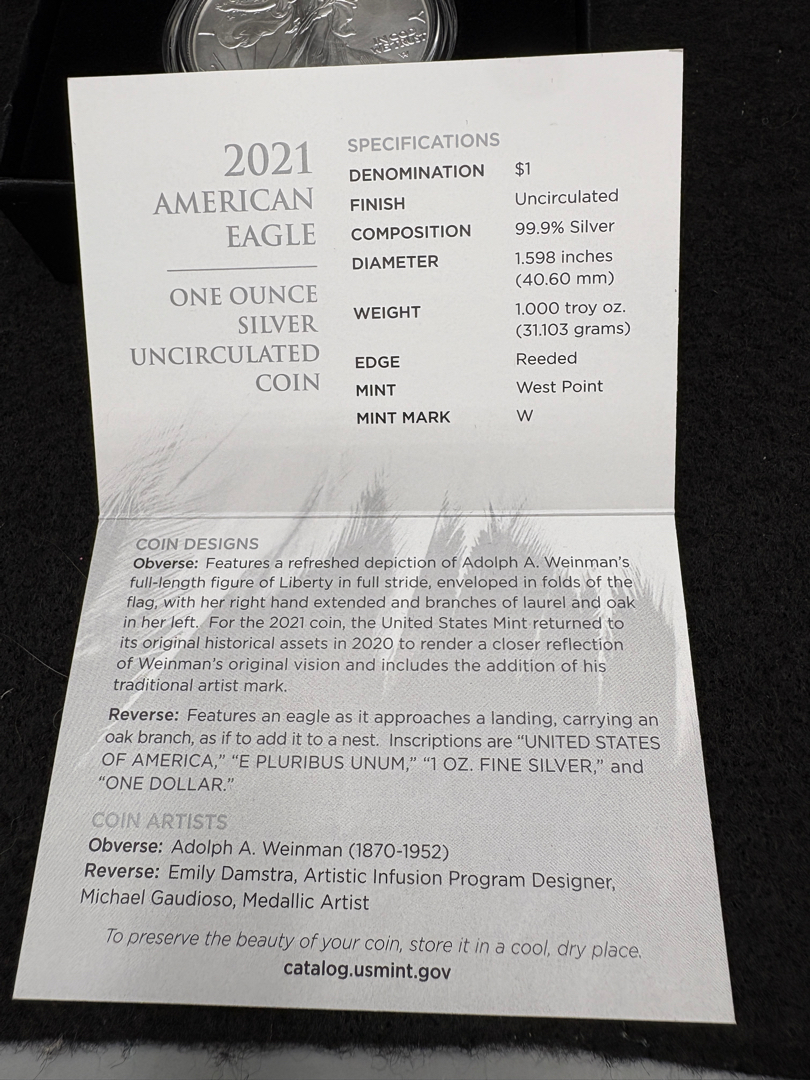 IN GOD
WE TRUST
2021
AMERICAN
EAGLE
ONE OUNCE
SILVER
UNCIRCULATED
COIN
SPECIFICATIONS
DENOMINATION $1
FINISH Uncirculated
COMPOSITION 99.9% Silver
DIAMETER 1.598 inches
(40.60 mm)
WEIGHT 1.000 troy oz.
(31.103 grams)
EDGE Reeded
MINT West Point
MINT MARK W
COIN DESIGNS
Obverse: Features a refreshed depiction of Adolph A. Weinman's
full-length figure of Liberty in full stride, enveloped in folds of the
flag, with her right hand extended and branches of laurel and oak
in her left. For the 2021 coin, the United States Mint returned to
its original historical assets in 2020 to render a closer reflection
of Weinman's original vision and includes the addition of his
traditional artist mark.
Reverse: Features an eagle as it approaches a landing, carrying an
oak branch, as if to add it to a nest. Inscriptions are “UNITED STATES
OF AMERICA,” “E PLURIBUS UNUM,” “1 OZ. FINE SILVER,” and
“ONE DOLLAR.”
COIN ARTISTS
Obverse: Adolph A. Weinman (1870-1952)
Reverse: Emily Damstra, Artistic Infusion Program Designer,
Michael Gaudioso, Medallic Artist
To preserve the beauty of your coin, store it in a cool, dry place.
catalog.usmint.gov